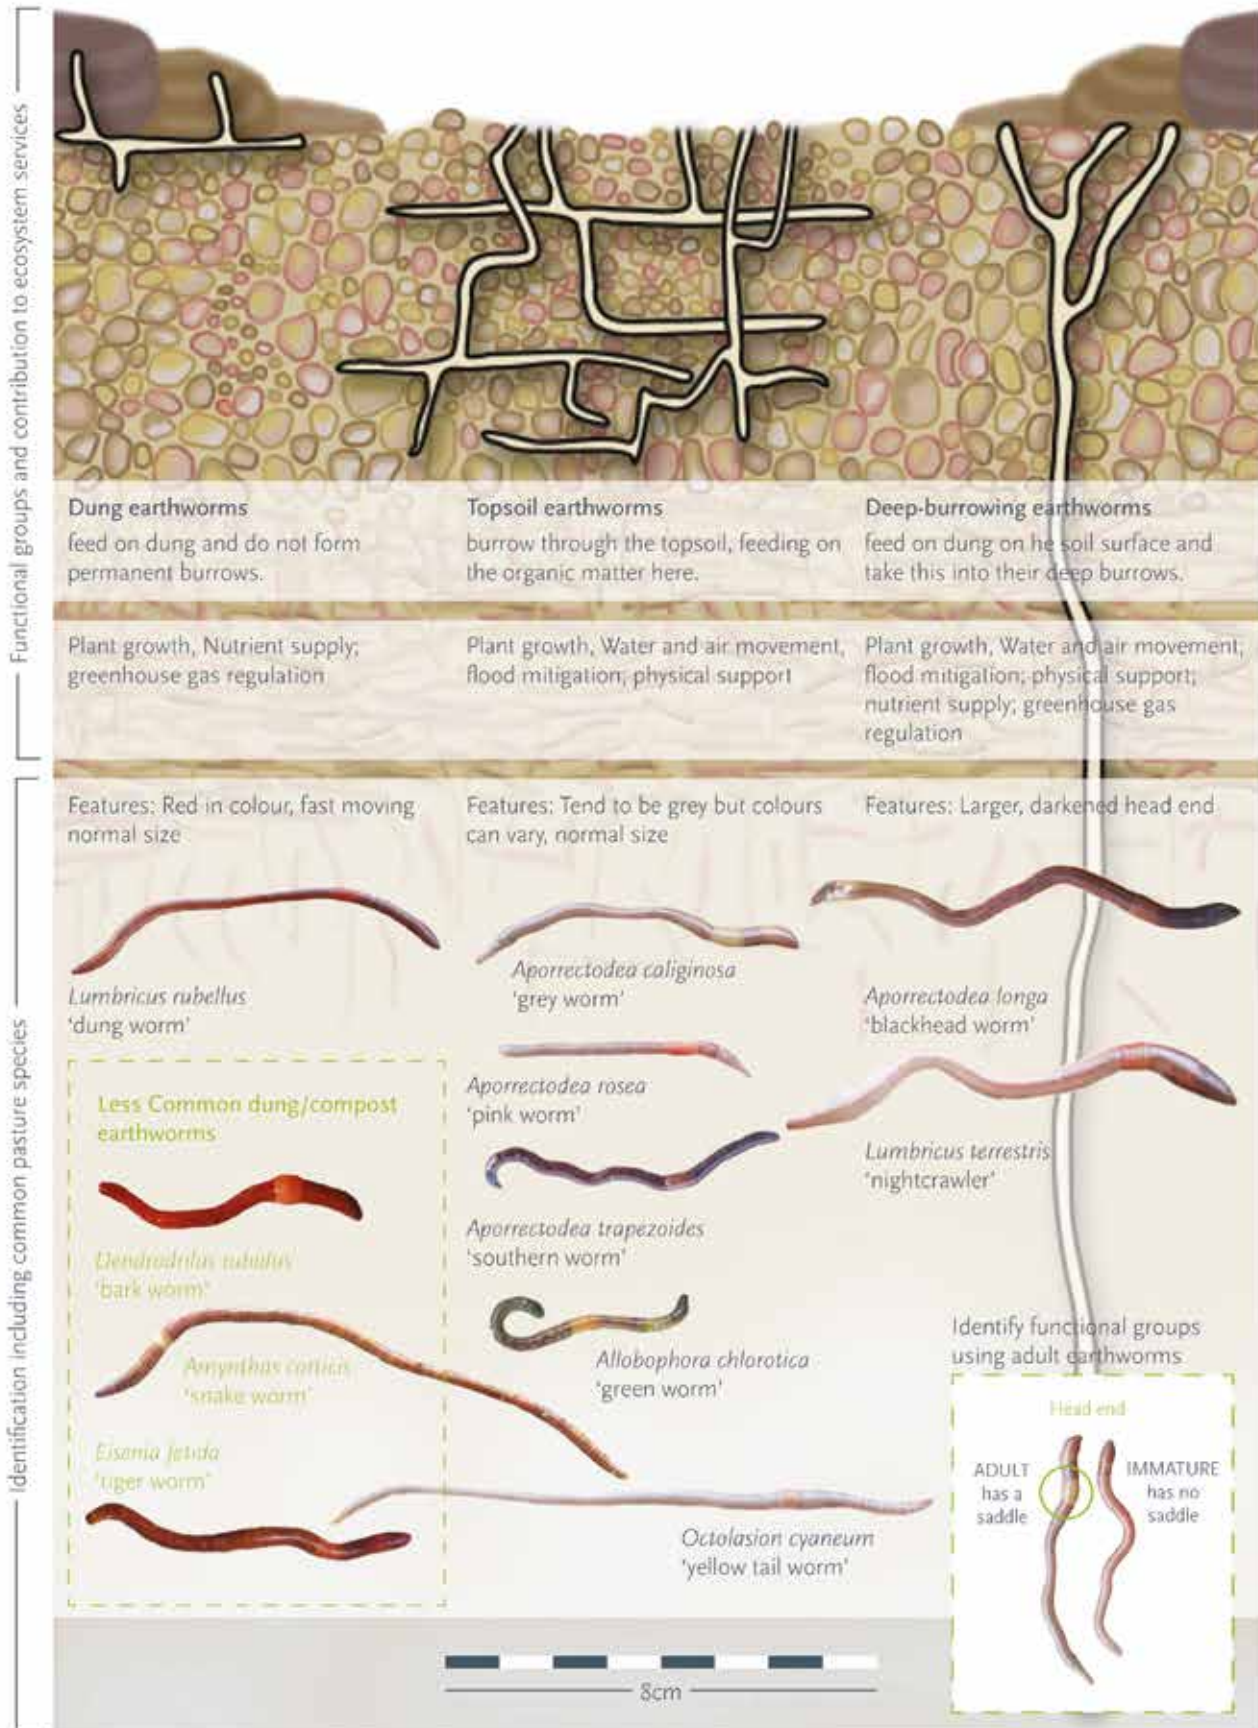 Functional groups and contribution to ecosystem services
Dung earthworms
feed on dung and do not form
permanent burrows.
Topsoil earthworms
burrow through the topsoil, feeding on
the organic matter here.
Deep-burrowing earthworms
feed on dung on he soil surface and
take this into their deep burrows.
Plant growth, Nutrient supply;
greenhouse gas regulation
Plant growth, Water and air movement,
flood mitigation; physical support
Plant growth, Water and air movement,
flood mitigation; physical support;
nutrient supply; greenhouse gas
regulation
Identification including common pasture species
Features: Red in colour, fast moving
normal size
Features: Tend to be grey but colours
can vary, normal size
Features: Larger, darkened head end
Lumbricus rubellus
'dung worm'
Less Common dung/compost
earthworms
Dendrodrilus rubidus
'bark worm'
Amynthas corticis
'snake worm'
Eisenia fetida
'tiger worm'
Aporrectodea caliginosa
'grey worm'
Aporrectodea rosea
'pink worm'
Aporrectodea trapezoides
'southern worm'
Allobophora chlorotica
'green worm'
Octolasion cyaneum
'yellow tail worm'
Aporrectodea longa
'blackhead worm'
Lumbricus terrestris
'nightcrawler'
Identify functional groups
using adult earthworms
Head end
ADULT
has a
saddle
IMMATURE
has no
saddle
8cm